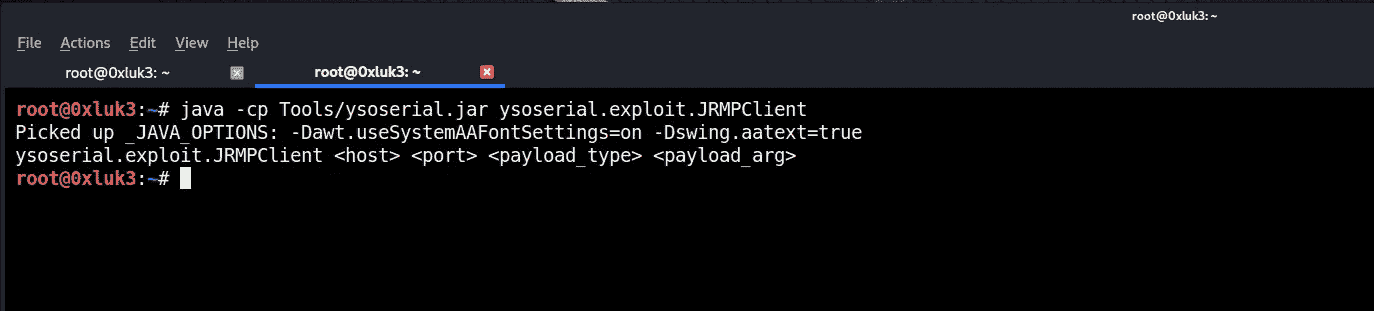 root@0xluk3: ~
File Actions Edit View Help
root@0xluk3: ~ root@0xluk3: ~
root@0xluk3:~# java -cp Tools/ysoserial.jar ysoserial.exploit.JRMPClient
Picked up _JAVA_OPTIONS: -Dawt.useSystemAAFontSettings=on -Dswing.aatext=true
ysoserial.exploit.JRMPClient <host> <port> <payload_type> <payload_arg>
root@0xluk3:~#